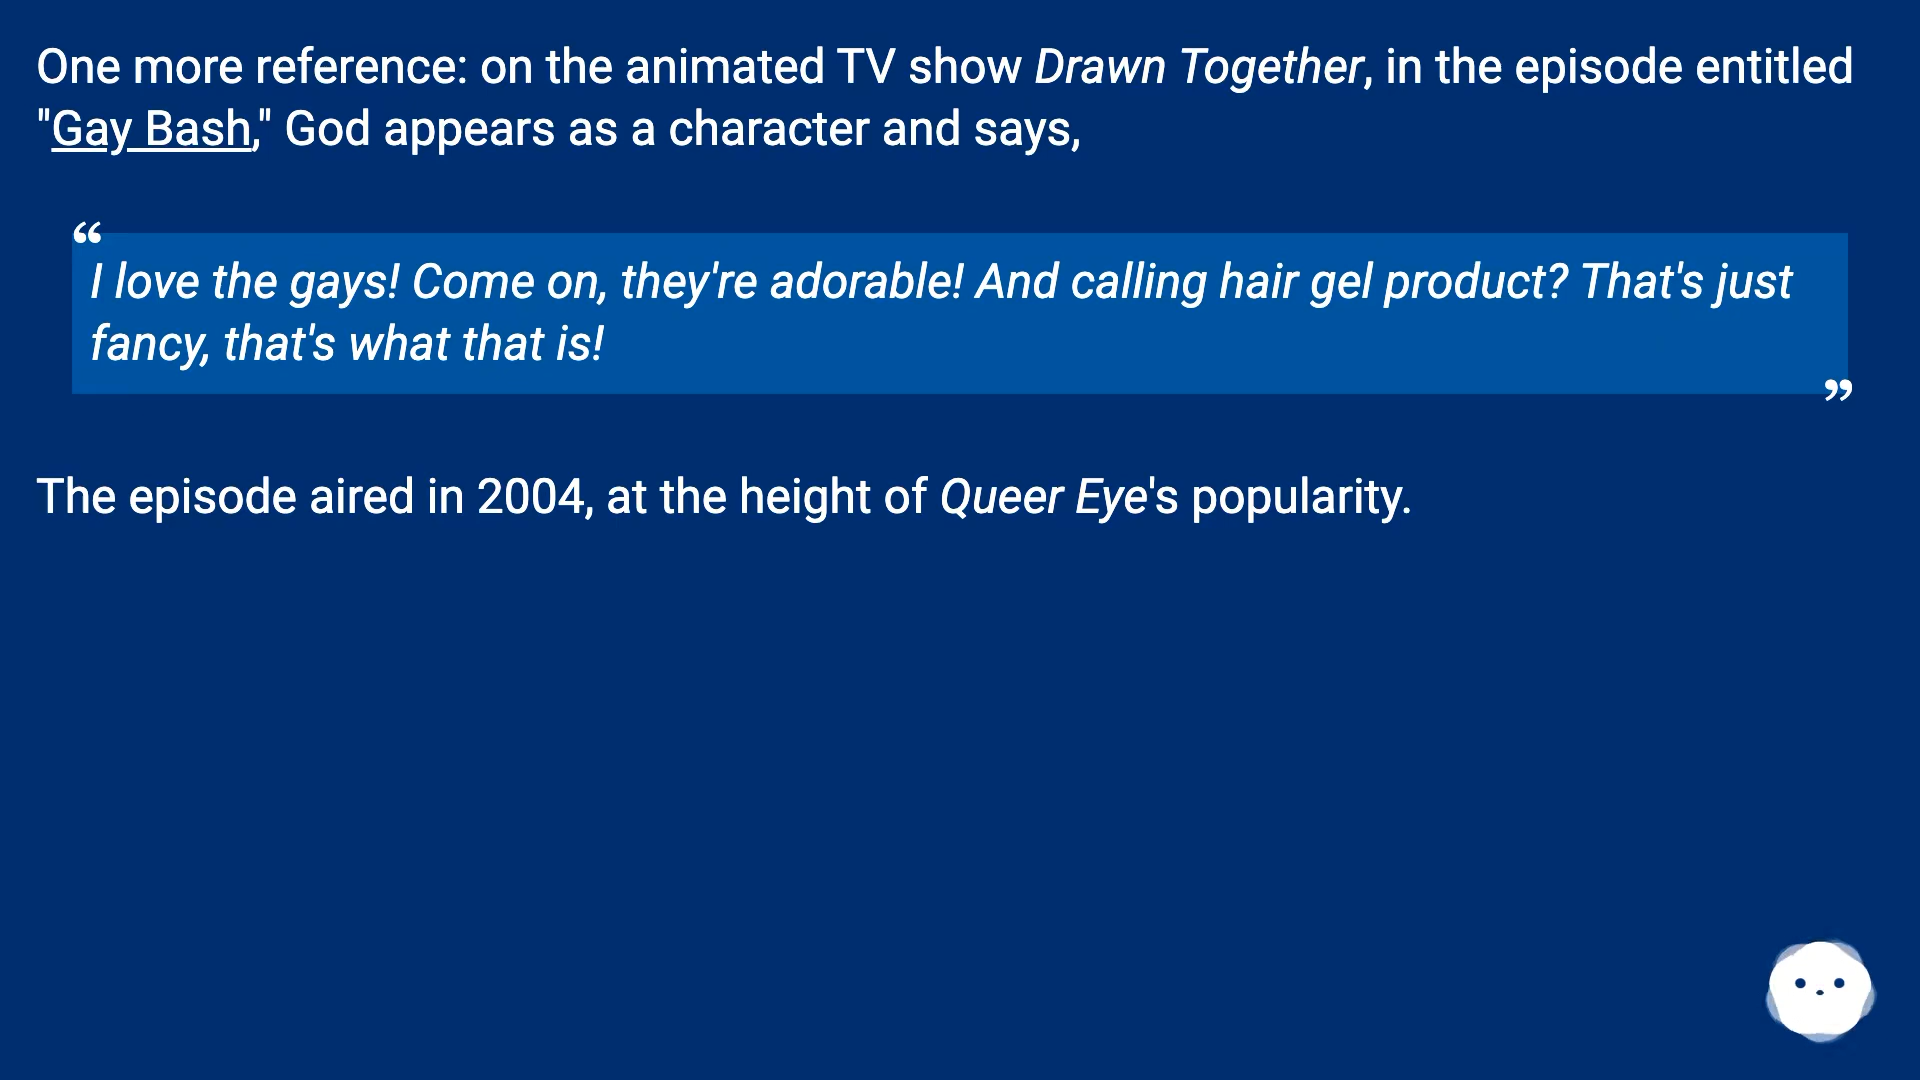 One more reference: on the animated TV show Drawn Together, in the episode entitled
"Gay Bash," God appears as a character and says,
“
I love the gays! Come on, they're adorable! And calling hair gel product? That's just
fancy, that's what that is!
”
The episode aired in 2004, at the height of Queer Eye's popularity.